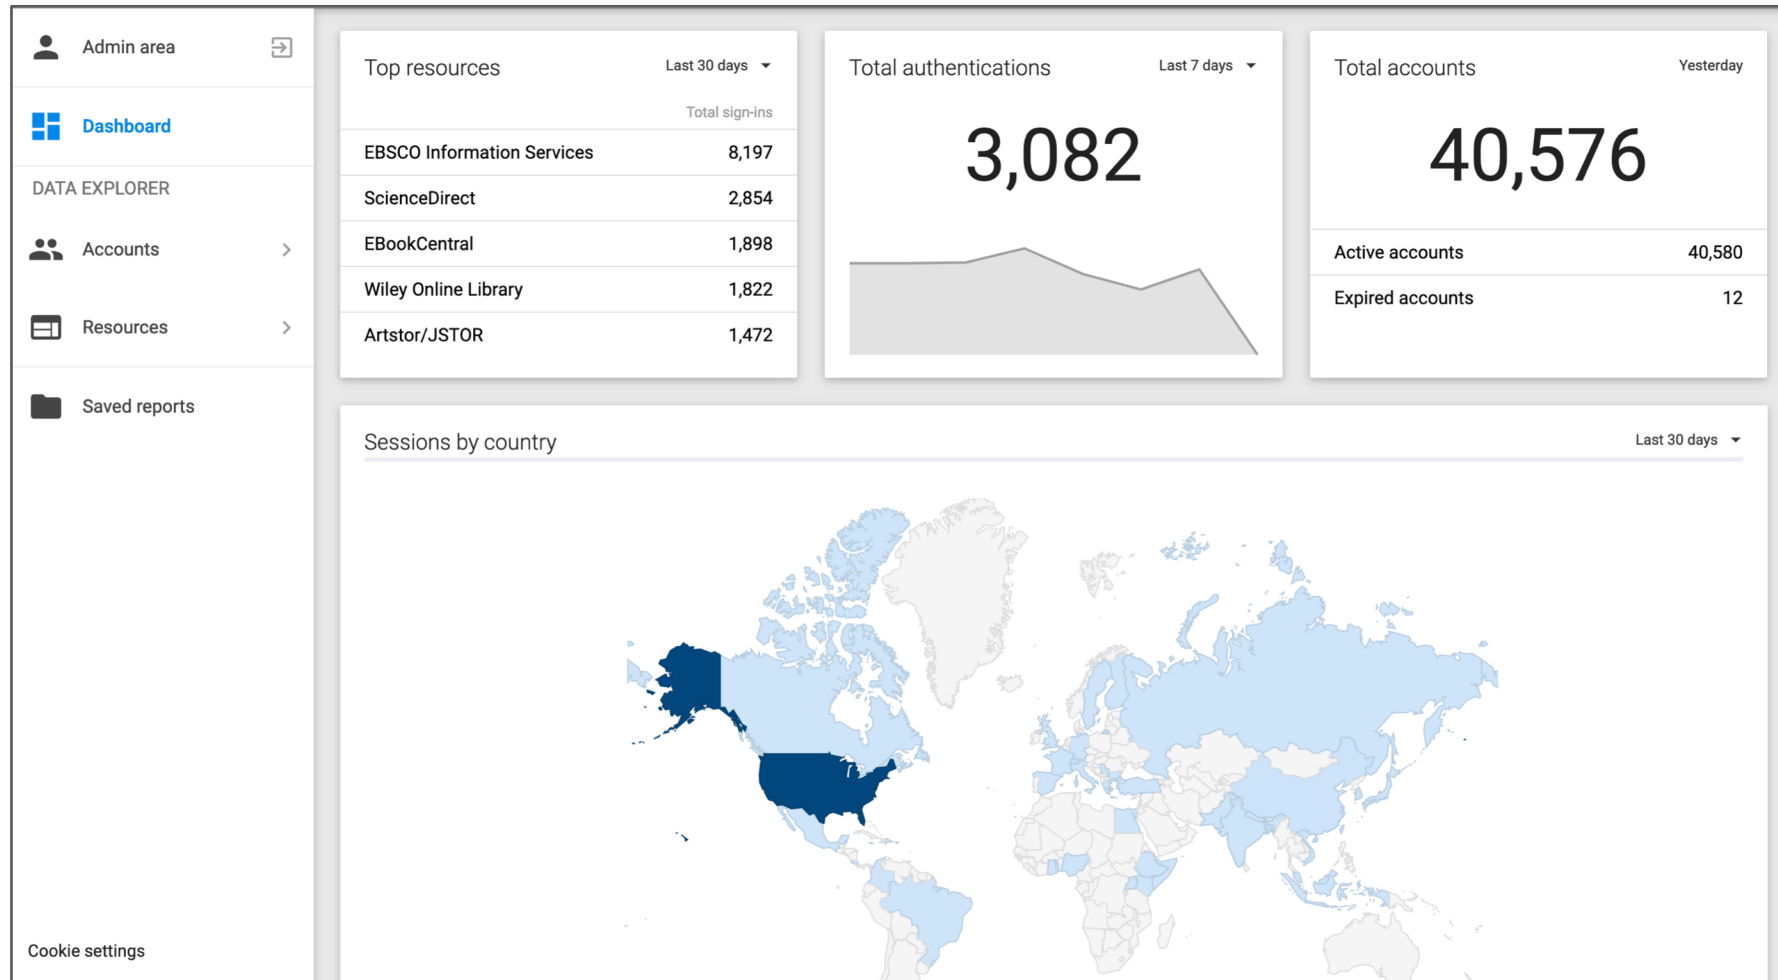 Admin area
Dashboard
DATA EXPLORER
Accounts
Resources
Saved reports
Cookie settings
Top resources Last 30 days
Total sign-ins
EBSCO Information Services 8,197
ScienceDirect 2,854
EBookCentral 1,898
Wiley Online Library 1,822
Artstor/JSTOR 1,472
Total authentications Last 7 days
3,082
Total accounts Yesterday
40,576
Active accounts 40,580
Expired accounts 12
Sessions by country Last 30 days